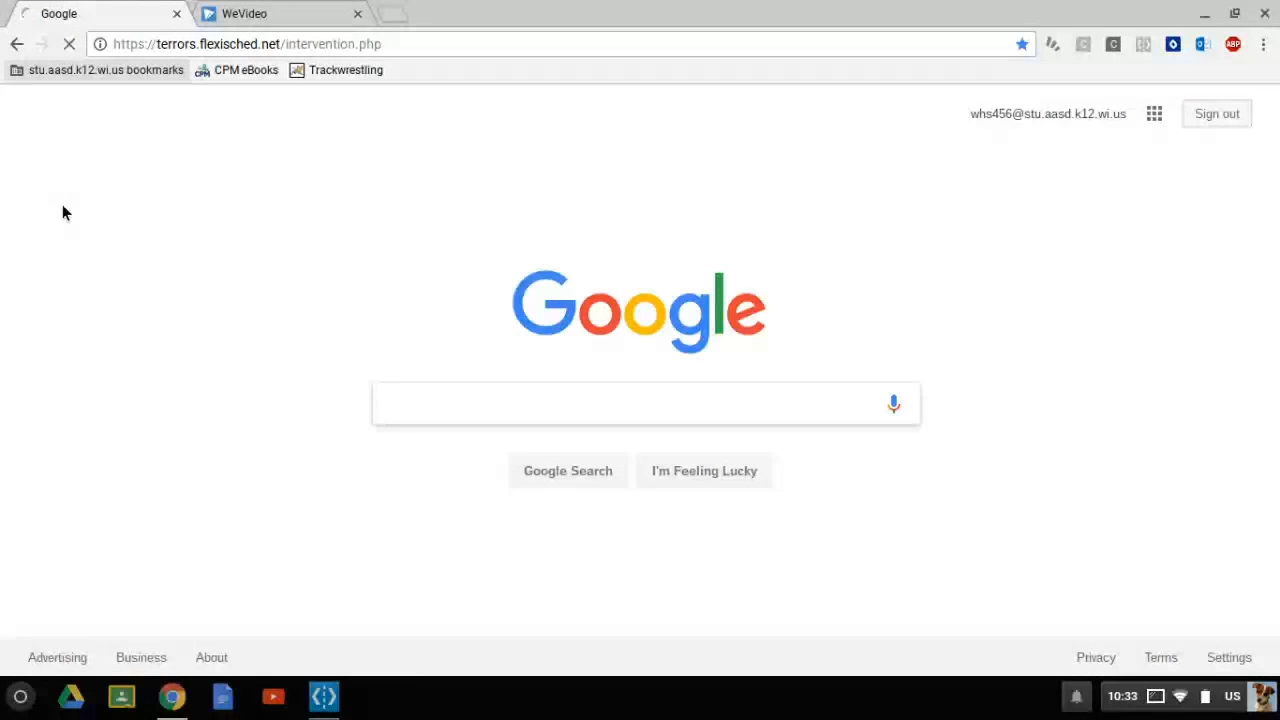 Google
WeVideo
https://terrors.flexisched.net/intervention.php
C
C
ABP
stu.aasd.k12.wi.us bookmarks
CPM
CPM eBooks
Trackwrestling
whs456@stu.aasd.k12.wi.us
Sign out
Google
Google Search
I'm Feeling Lucky
Advertising
Business
About
Privacy
Terms
Settings
10:33
US